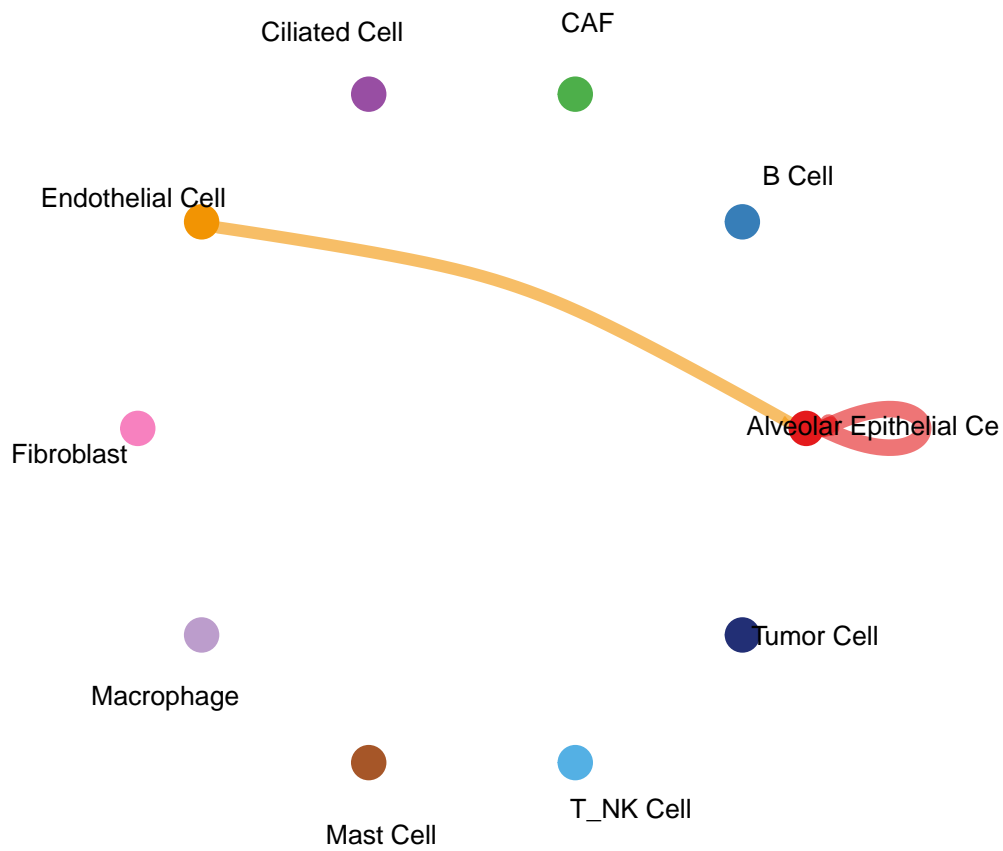 CAF
Ciliated Cell
B Cell
Endothelial Cell
Alveolar Epithelial Ce
Fibroblast
Tumor Cell
Macrophage
T_NK Cell
Mast Cell